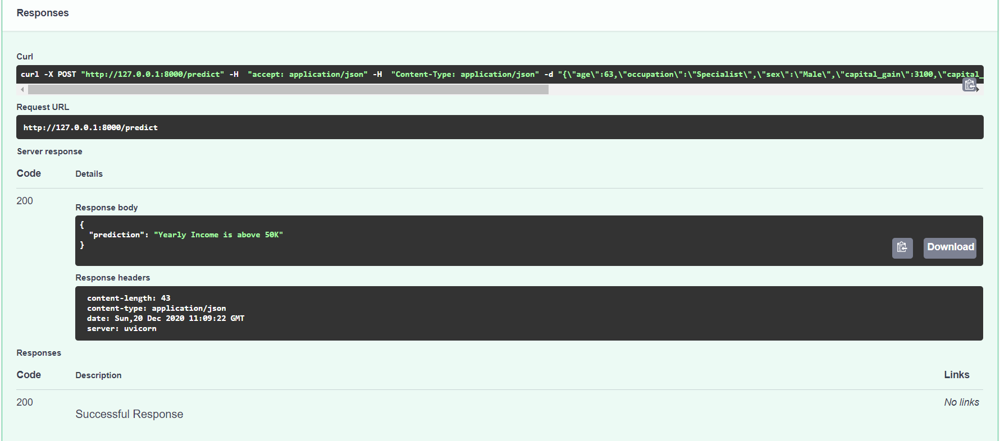 Responses
Curl
curl -X POST "http://127.0.0.1:8000/predict" -H  "accept: application/json" -H  "Content-Type: application/json" -d "{\"age\":63,\"occupation\":\"Specialist\",\"sex\":\"Male\",\"capital_gain\":3100,\"capital_
Request URL
http://127.0.0.1:8000/predict
Server response
Code Details
200
Response body
{
"prediction": "Yearly Income is above 50K"
}
Download
Response headers
content-length: 43
content-type: application/json
date: Sun,20 Dec 2020 11:09:22 GMT
server: uvicorn
Responses
Code Description Links
200 No links
Successful Response